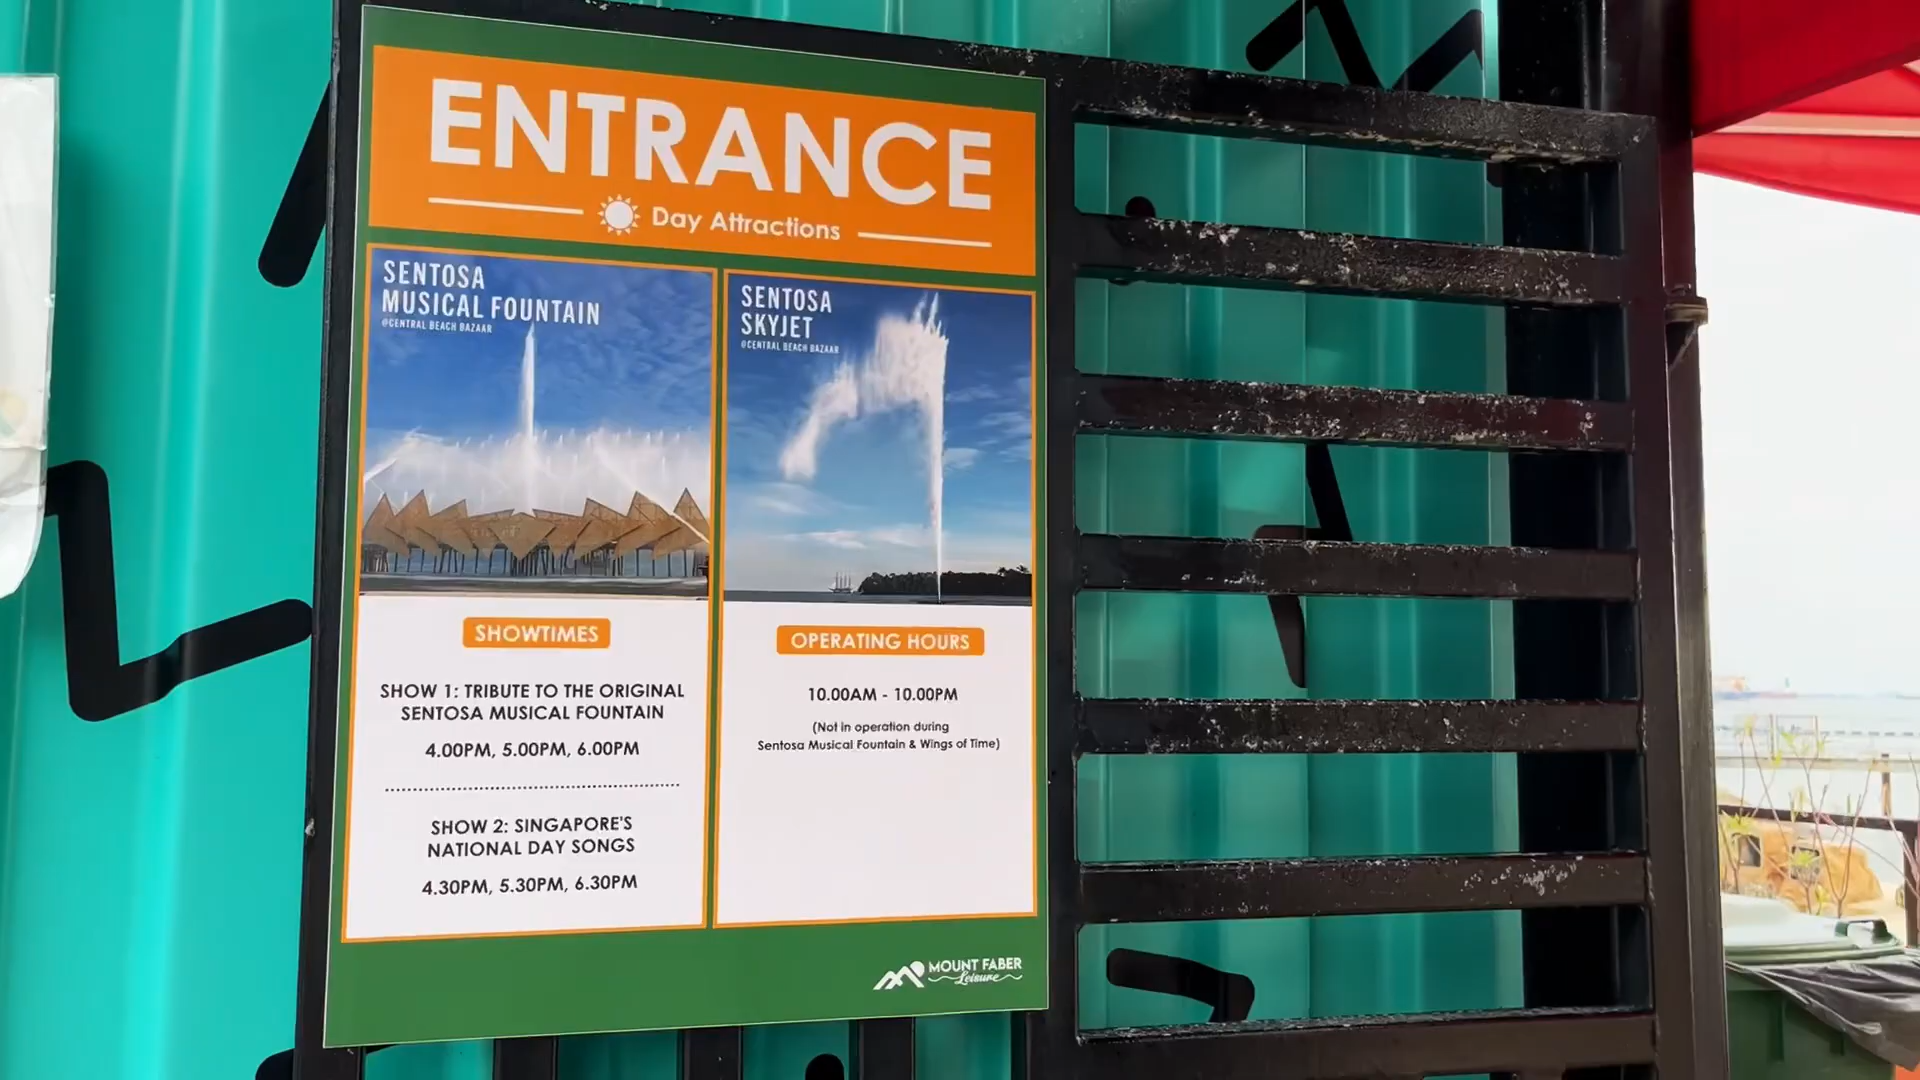 ENTRANCE
Day Attractions
SENTOSA
MUSICAL FOUNTAIN
@CENTRAL BEACH BAZAAR
SHOWTIMES
SHOW 1: TRIBUTE TO THE ORIGINAL
SENTOSA MUSICAL FOUNTAIN
4.00PM, 5.00PM, 6.00PM
SHOW 2: SINGAPORE'S
NATIONAL DAY SONGS
4.30PM, 5.30PM, 6.30PM
SENTOSA
SKYJET
@CENTRAL BEACH BAZAAR
OPERATING HOURS
10.00AM - 10.00PM
(Not in operation during
Sentosa Musical Fountain & Wings of Time)
MOUNT FABER
Leisure